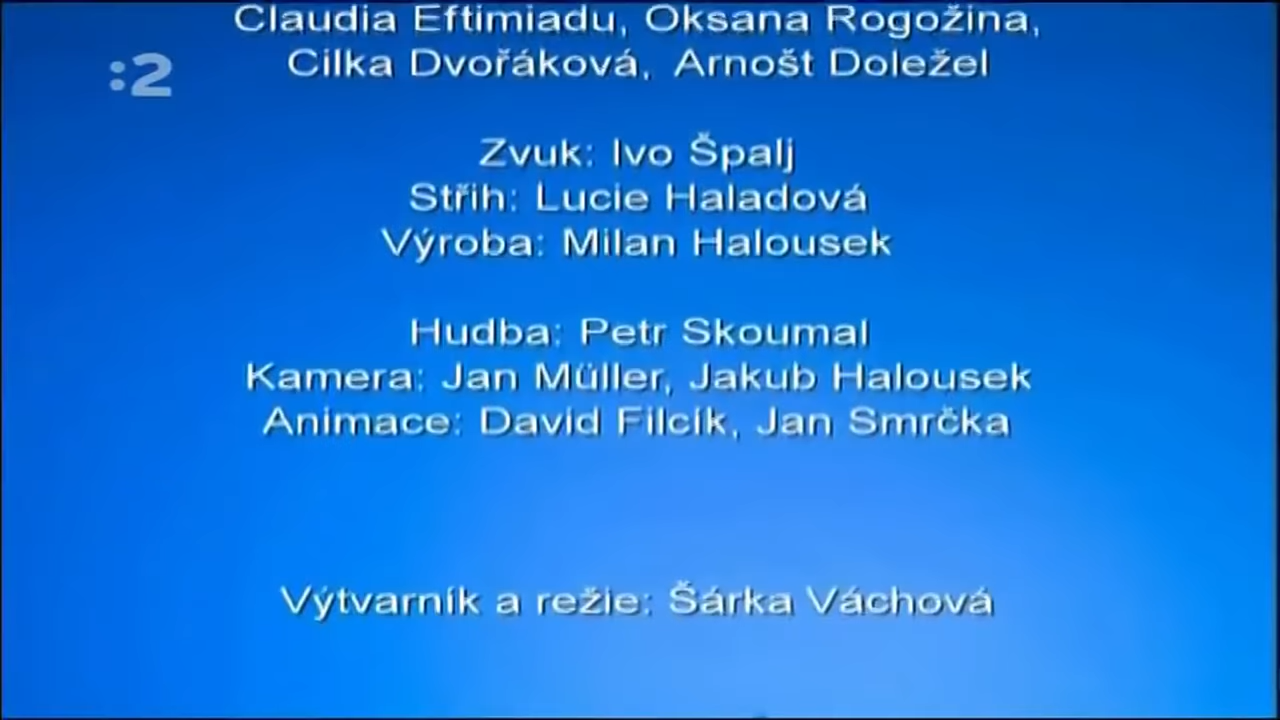 Claudia Eftimiadu, Oksana Rogožina,
Cilka Dvořáková, Arnošt Doležel
:2
Zvuk: Ivo Špalj
Střih: Lucie Haladová
Výroba: Milan Halousek
Hudba: Petr Skoumal
Kamera: Jan Müller, Jakub Halousek
Animace: David Filcík, Jan Smrčka
Výtvarník a režie: Šárka Váchová